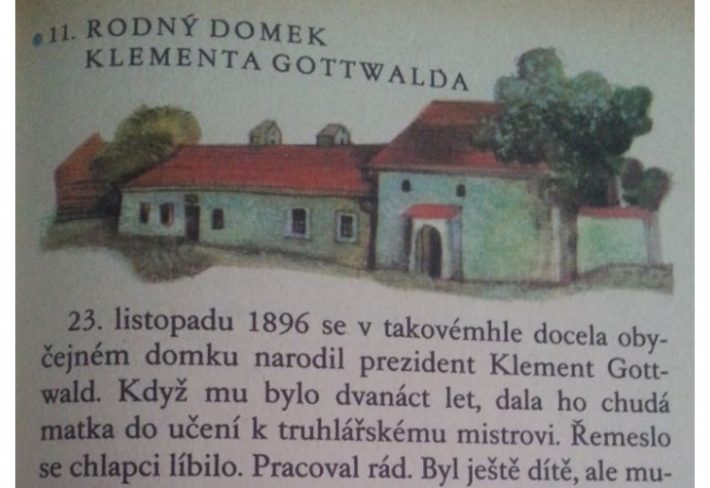 11. RODNÝ DOMEK
KLEMENTA GOTTWALDA
23. listopadu 1896 se v takovémhle docela oby-
čejném domku narodil prezident Klement Gott-
wald. Když mu bylo dvanáct let, dala ho chudá
matka do učení k truhlářskému mistrovi. Řemeslo
se chlapci líbilo. Pracoval rád. Byl ještě dítě, ale mu-